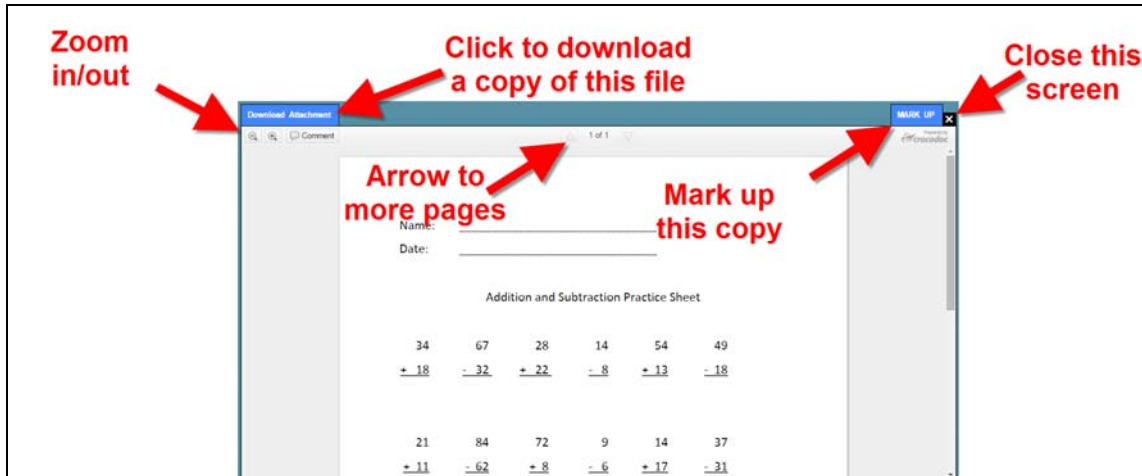 Zoom
in/out
Click to download
a copy of this file
Close this
screen
Download Attachment
MARK UP
Comment
1 of 1
Powered by
crocodoc
Arrow to
more pages
Mark up
this copy
Name:
Date:
Addition and Subtraction Practice Sheet
34 67 28 14 54 49
+ 18 - 32 + 22 - 8 + 13 - 18
21 84 72 9 14 37
+ 11 - 62 + 8 - 6 + 17 - 31